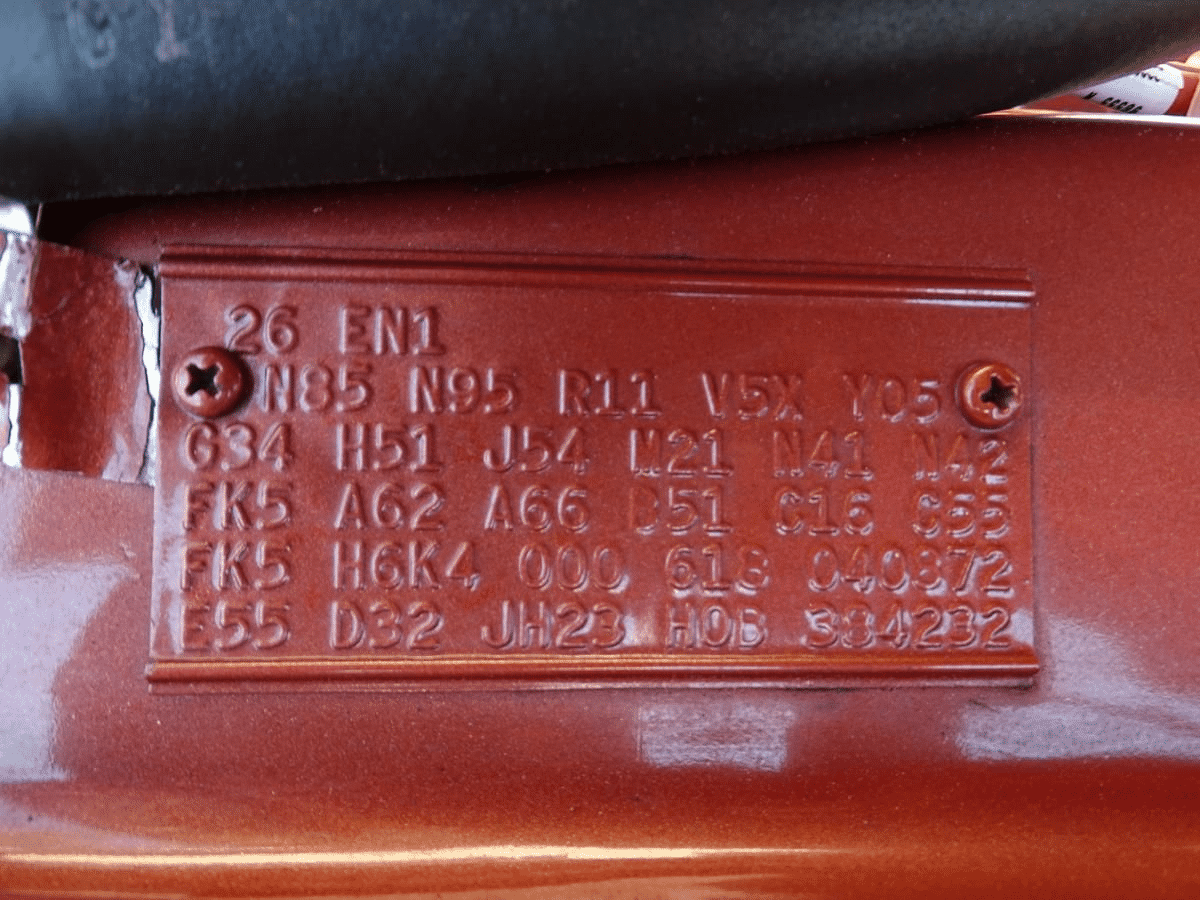 26 EN1
N85 N95 R11 V5X Y05
G34 H51 J54 M21 N41 N42
FK5 A62 A66 B51 C16 C55
FK5 H6K4 000 618 040872
E55 D32 JH23 H0B 384232